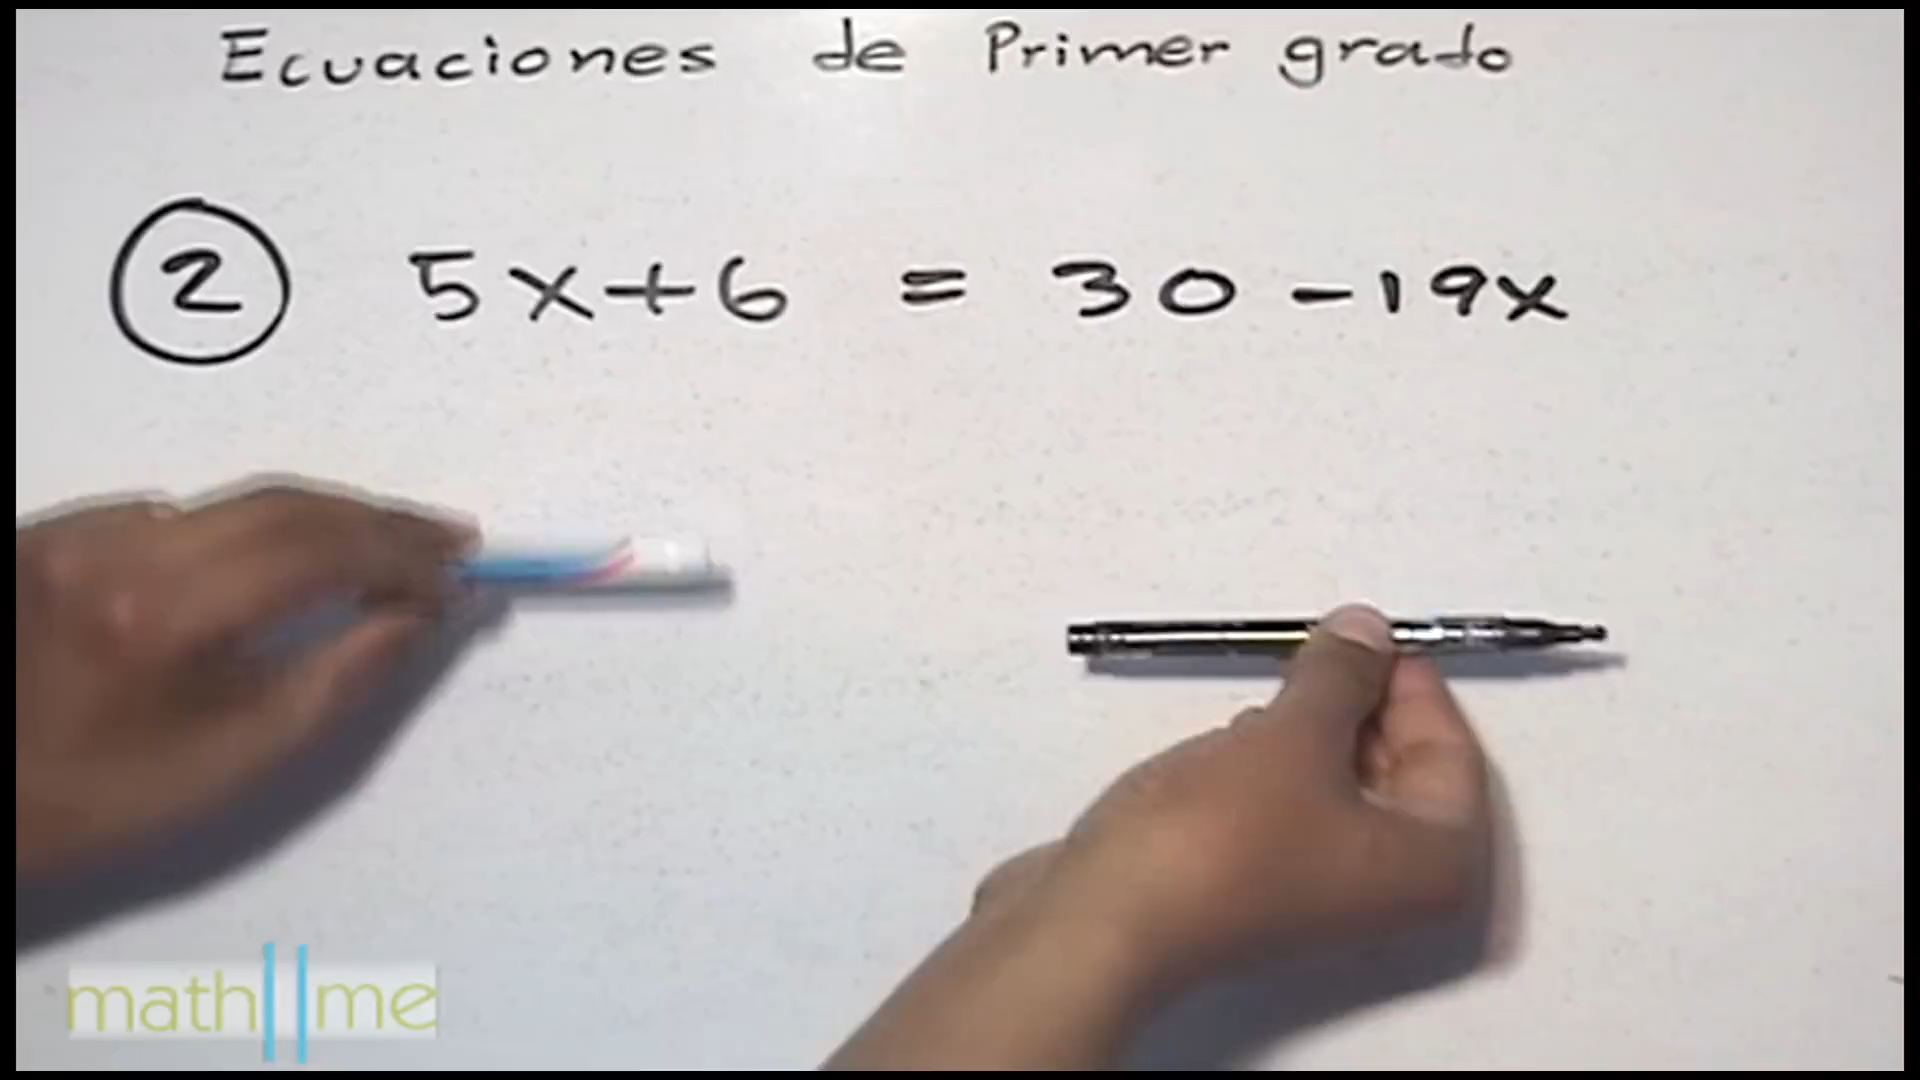 Ecuaciones de Primer grado
2 5x+6 = 30 -19x
math||me